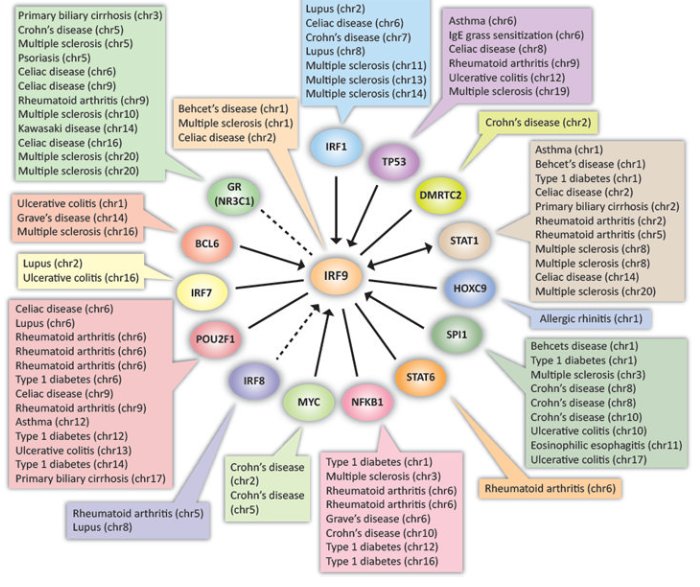 Primary biliary cirrhosis (chr3)
Crohn's disease (chr5)
Multiple sclerosis (chr5)
Psoriasis (chr5)
Celiac disease (chr6)
Celiac disease (chr9)
Rheumatoid arthritis (chr9)
Multiple sclerosis (chr10)
Kawasaki disease (chr14)
Celiac disease (chr16)
Multiple sclerosis (chr20)
Multiple sclerosis (chr20)
Behcet's disease (chr1)
Multiple sclerosis (chr1)
Celiac disease (chr2)
Lupus (chr2)
Celiac disease (chr6)
Crohn's disease (chr7)
Lupus (chr8)
Multiple sclerosis (chr11)
Multiple sclerosis (chr13)
Multiple sclerosis (chr14)
Asthma (chr6)
IgE grass sensitization (chr6)
Celiac disease (chr8)
Rheumatoid arthritis (chr9)
Ulcerative colitis (chr12)
Multiple sclerosis (chr19)
Crohn's disease (chr2)
Asthma (chr1)
Behcet's disease (chr1)
Type 1 diabetes (chr1)
Celiac disease (chr2)
Primary biliary cirrhosis (chr2)
Rheumatoid arthritis (chr2)
Rheumatoid arthritis (chr5)
Multiple sclerosis (chr8)
Multiple sclerosis (chr8)
Celiac disease (chr14)
Multiple sclerosis (chr20)
IRF1
TP53
DMRTC2
GR
(NR3C1)
STAT1
BCL6
IRF9
HOXC9
IRF7
SPI1
POU2F1
STAT6
IRF8
MYC
NFKB1
Ulcerative colitis (chr1)
Grave's disease (chr14)
Multiple sclerosis (chr16)
Lupus (chr2)
Ulcerative colitis (chr16)
Allergic rhinitis (chr1)
Celiac disease (chr6)
Lupus (chr6)
Rheumatoid arthritis (chr6)
Rheumatoid arthritis (chr6)
Rheumatoid arthritis (chr6)
Type 1 diabetes (chr6)
Celiac disease (chr9)
Rheumatoid arthritis (chr9)
Asthma (chr12)
Type 1 diabetes (chr12)
Ulcerative colitis (chr13)
Type 1 diabetes (chr14)
Primary biliary cirrhosis (chr17)
Behcets disease (chr1)
Type 1 diabetes (chr1)
Multiple sclerosis (chr3)
Crohn's disease (chr8)
Crohn's disease (chr8)
Crohn's disease (chr10)
Ulcerative colitis (chr10)
Eosinophilic esophagitis (chr11)
Ulcerative colitis (chr17)
Rheumatoid arthritis (chr5)
Lupus (chr8)
Crohn's disease
(chr2)
Crohn's disease
(chr5)
Type 1 diabetes (chr1)
Multiple sclerosis (chr3)
Rheumatoid arthritis (chr6)
Rheumatoid arthritis (chr6)
Grave's disease (chr6)
Crohn's disease (chr10)
Type 1 diabetes (chr12)
Type 1 diabetes (chr16)
Rheumatoid arthritis (chr6)